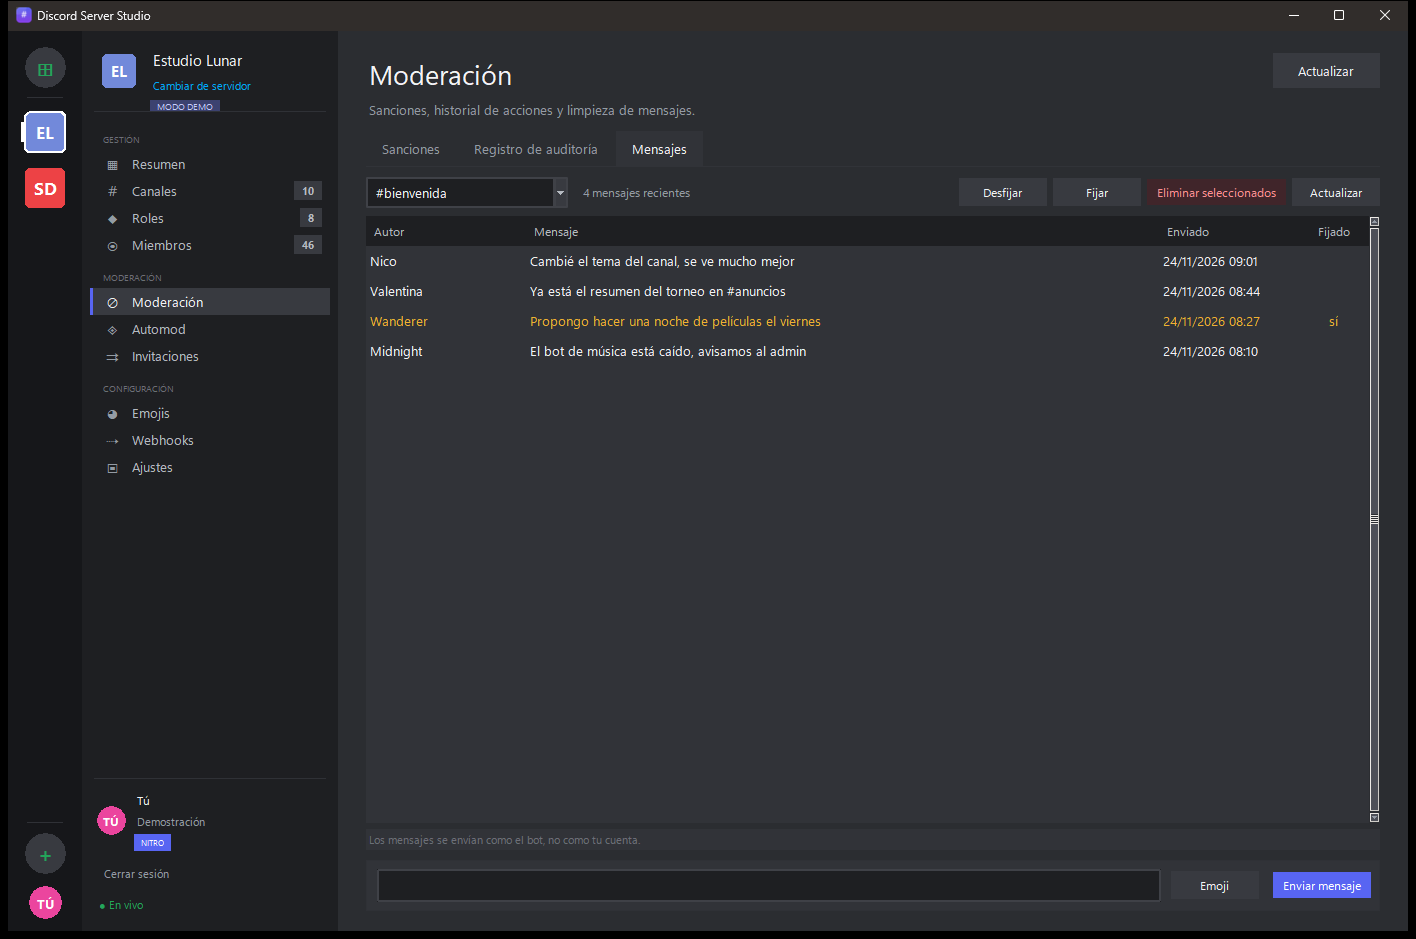 Discord Server Studio
EL
SD
+
TÚ
EL
Estudio Lunar
Cambiar de servidor
MODO DEMO
GESTIÓN
Resumen
# Canales 10
Roles 8
Miembros 46
MODERACIÓN
Moderación
Automod
Invitaciones
CONFIGURACIÓN
Emojis
Webhooks
Ajustes
TÚ
Tú
Demostración
NITRO
Cerrar sesión
En vivo
Moderación
Actualizar
Sanciones, historial de acciones y limpieza de mensajes.
Sanciones Registro de auditoría Mensajes
#bienvenida 4 mensajes recientes Desfijar Fijar Eliminar seleccionados Actualizar
Autor Mensaje Enviado Fijado
Nico Cambié el tema del canal, se ve mucho mejor 24/11/2026 09:01
Valentina Ya está el resumen del torneo en #anuncios 24/11/2026 08:44
Wanderer Propongo hacer una noche de películas el viernes 24/11/2026 08:27 sí
Midnight El bot de música está caído, avisamos al admin 24/11/2026 08:10
Los mensajes se envían como el bot, no como tu cuenta.
Emoji Enviar mensaje